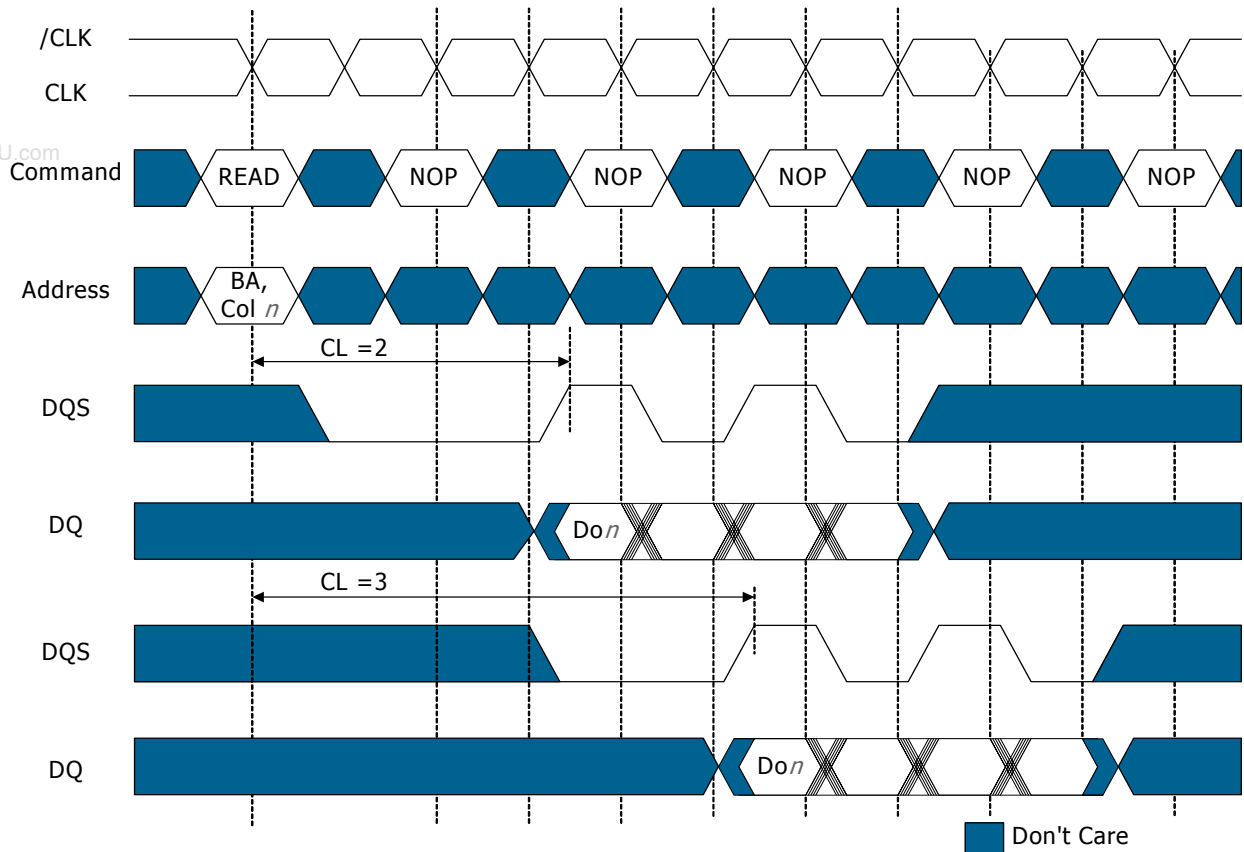 /CLK
CLK
U.com
Command
READ NOP NOP NOP NOP NOP
Address
BA,
Col n
CL =2
DQS
DQ
Don
CL =3
DQS
DQ
Don
Don't Care